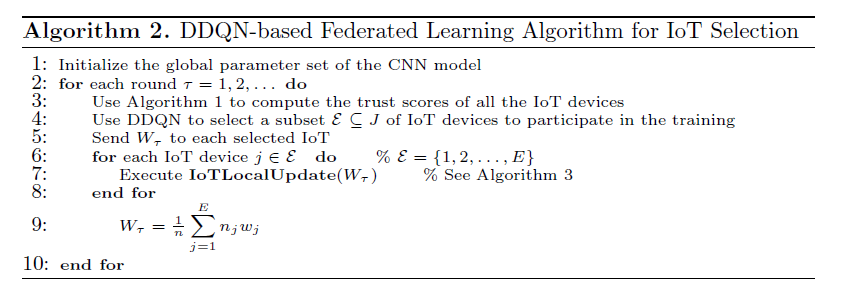 Algorithm 2. DDQN-based Federated Learning Algorithm for IoT Selection
1: Initialize the global parameter set of the CNN model
2: for each round τ = 1, 2, . . . do
3: Use Algorithm 1 to compute the trust scores of all the IoT devices
4: Use DDQN to select a subset ℰ ⊆ J of IoT devices to participate in the training
5: Send W_τ to each selected IoT
6: for each IoT device j ∈ ℰ do % ℰ = {1, 2, . . . , E}
7: Execute IoTLocalUpdate(W_τ) % See Algorithm 3
8: end for
9: W_τ = 1/n ∑_{j=1}^{E} n_j w_j
10: end for